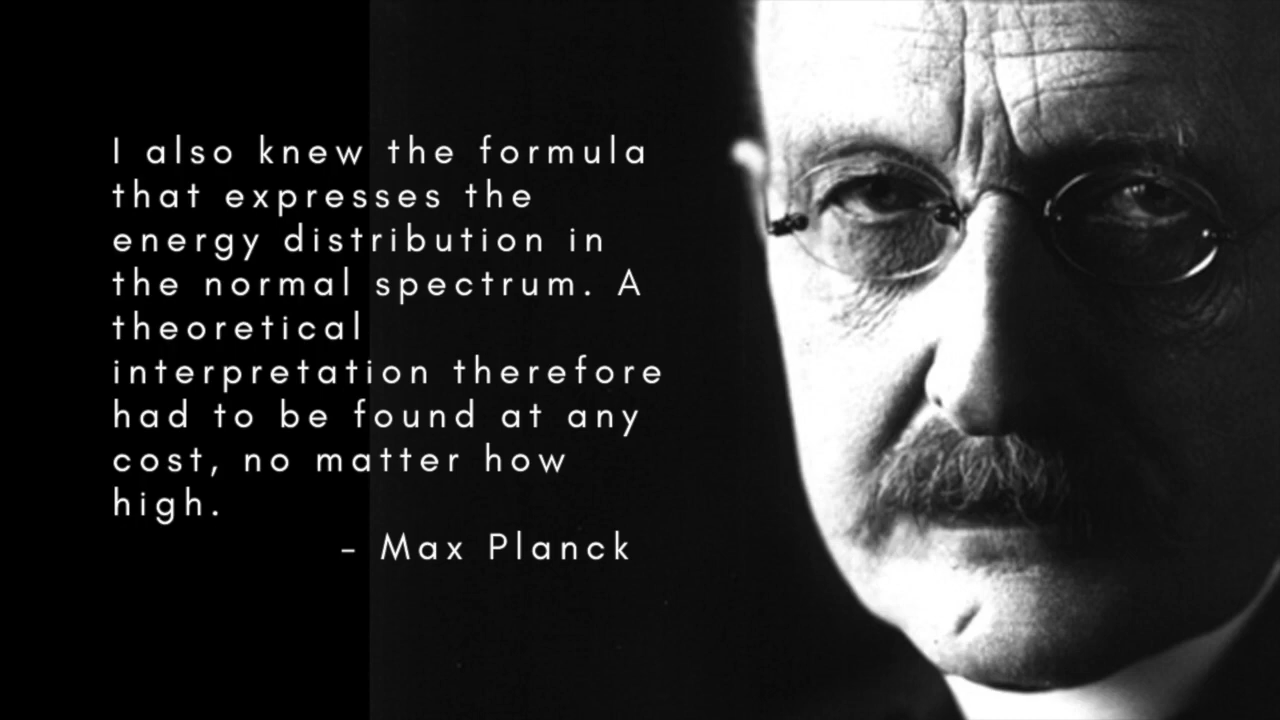 I also knew the formula
that expresses the
energy distribution in
the normal spectrum. A
theoretical
interpretation therefore
had to be found at any
cost, no matter how
high.
– Max Planck